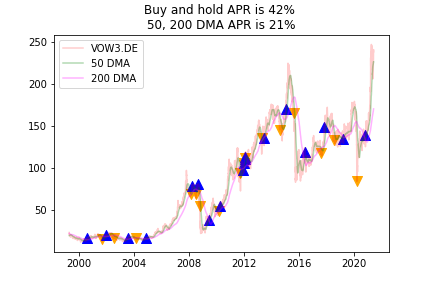 Buy and hold APR is 42%
50, 200 DMA APR is 21%
VOW3.DE
50 DMA
200 DMA
250
200
150
100
50
2000 2004 2008 2012 2016 2020